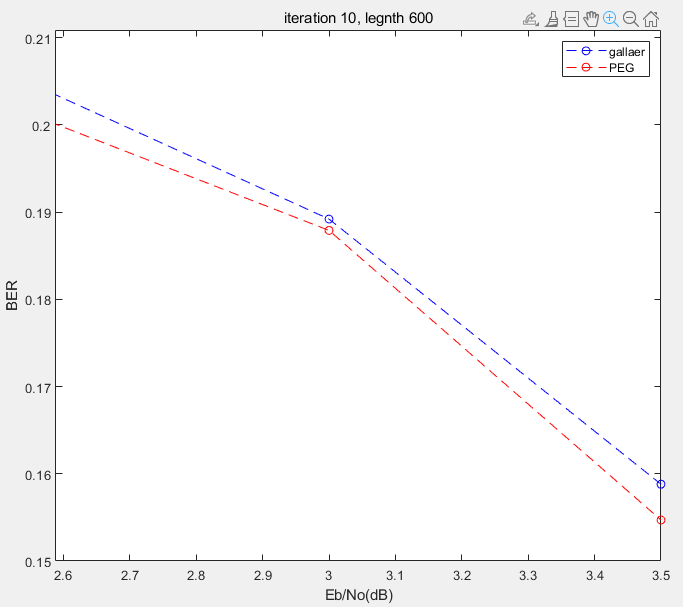 iteration 10, legnth 600
gallaer
PEG
0.21
0.2
0.19
0.18
0.17
0.16
0.15
BER
2.6 2.7 2.8 2.9 3 3.1 3.2 3.3 3.4 3.5
Eb/No(dB)